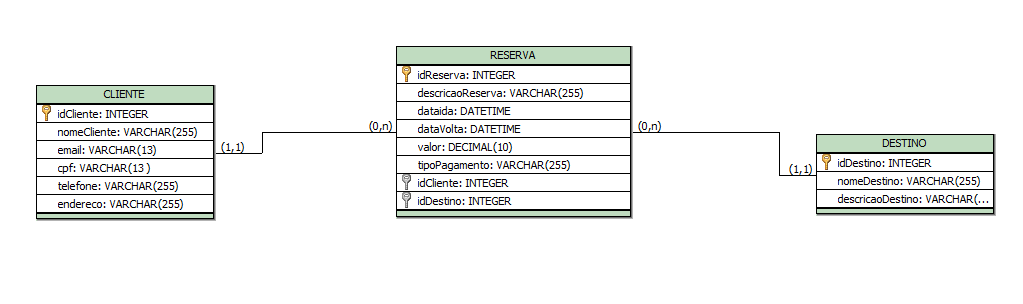 CLIENTE
idCliente: INTEGER
nomeCliente: VARCHAR(255)
email: VARCHAR(13)
cpf: VARCHAR(13 )
telefone: VARCHAR(255)
endereco: VARCHAR(255)
(1,1)
(0,n)
RESERVA
idReserva: INTEGER
descricaoReserva: VARCHAR(255)
dataida: DATETIME
dataVolta: DATETIME
valor: DECIMAL(10)
tipoPagamento: VARCHAR(255)
idCliente: INTEGER
idDestino: INTEGER
(0,n)
(1,1)
DESTINO
idDestino: INTEGER
nomeDestino: VARCHAR(255)
descricaoDestino: VARCHAR(...